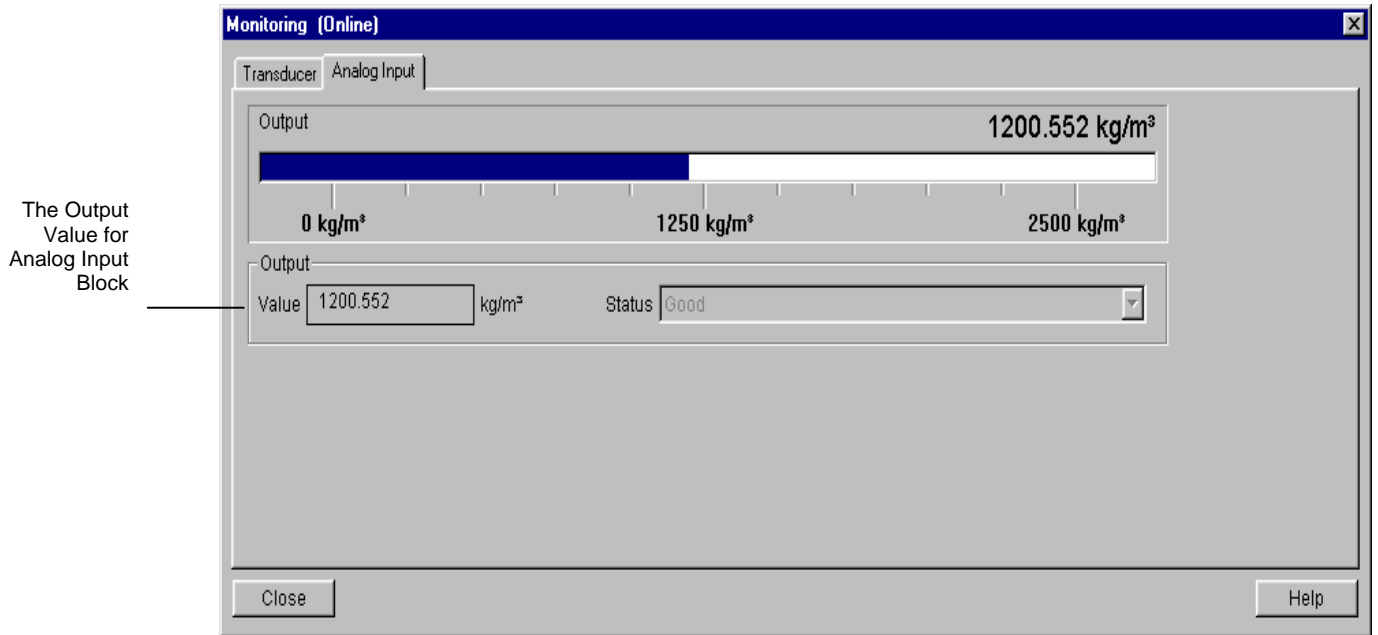 Monitoring (Online)
Transducer Analog Input
Output 1200.552 kg/m³
0 kg/m³ 1250 kg/m³ 2500 kg/m³
The Output
Value for
Analog Input
Block
Output
Value 1200.552 kg/m³ Status Good
Close Help